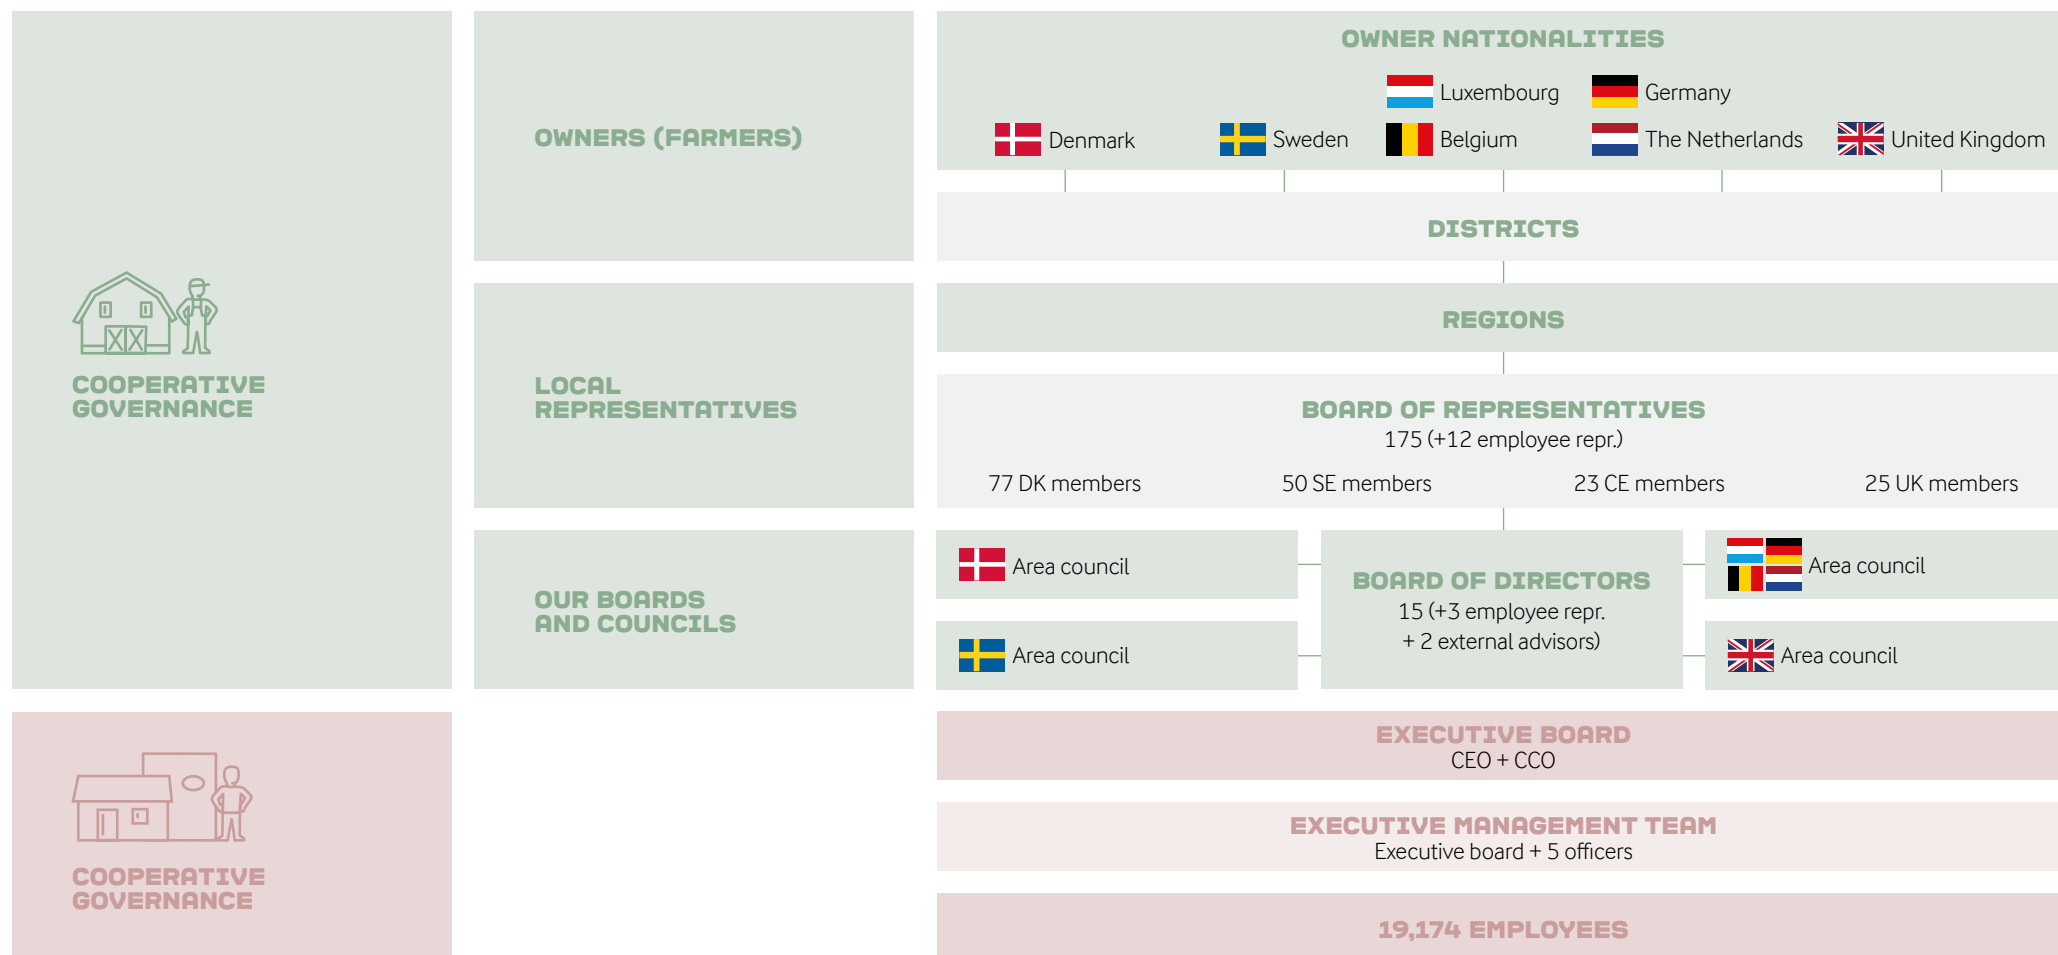 COOPERATIVE
GOVERNANCE
OWNERS (FARMERS)
OWNER NATIONALITIES
Luxembourg
Germany
Denmark
Sweden
Belgium
The Netherlands
United Kingdom
DISTRICTS
LOCAL
REPRESENTATIVES
REGIONS
BOARD OF REPRESENTATIVES
175 (+12 employee repr.)
77 DK members
50 SE members
23 CE members
25 UK members
OUR BOARDS
AND COUNCILS
Area council
Area council
BOARD OF DIRECTORS
15 (+3 employee repr.
+ 2 external advisors)
Area council
Area council
COOPERATIVE
GOVERNANCE
EXECUTIVE BOARD
CEO + CCO
EXECUTIVE MANAGEMENT TEAM
Executive board + 5 officers
19,174 EMPLOYEES